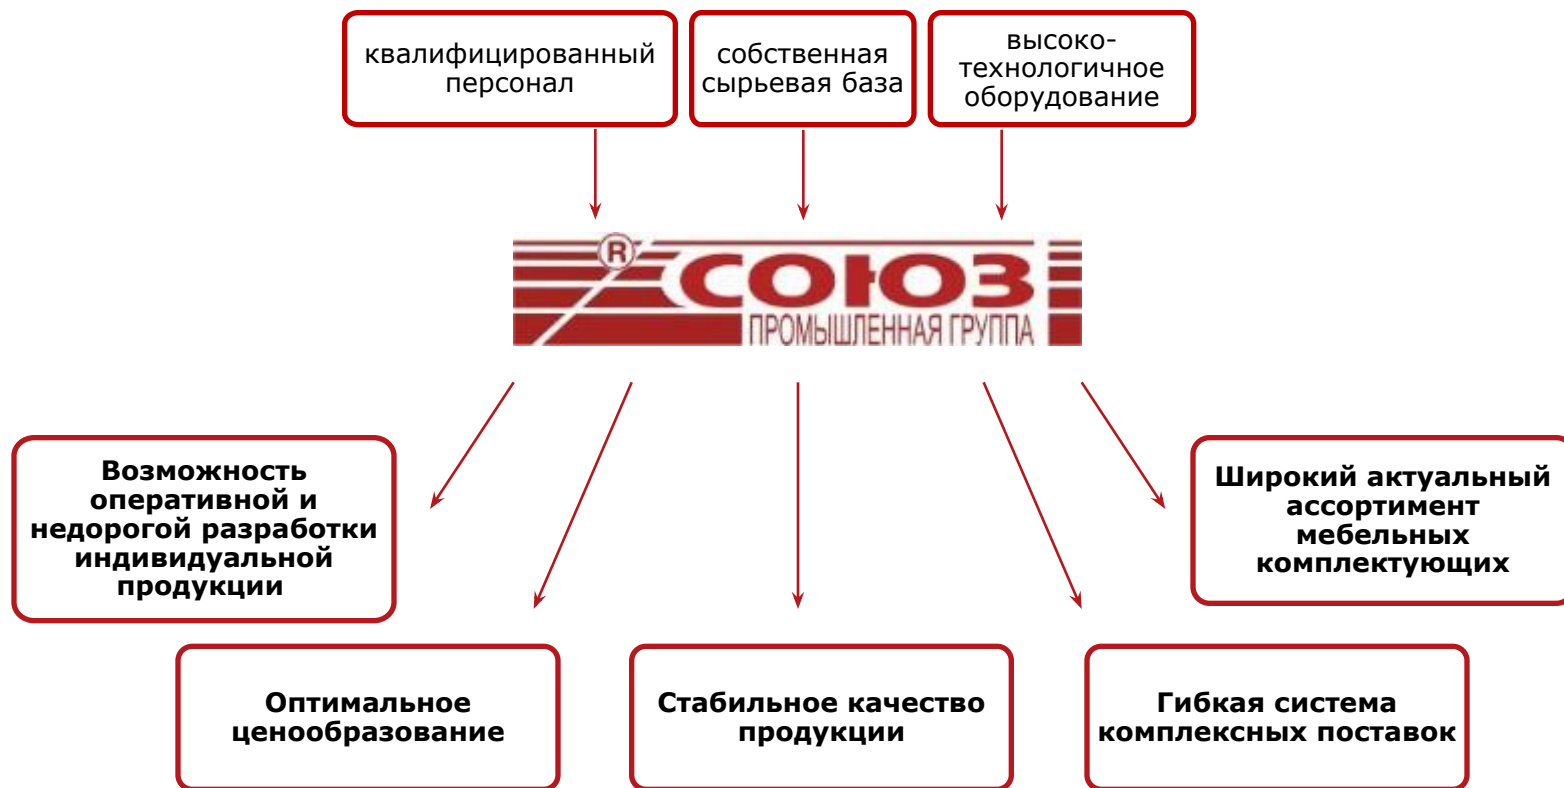 квалифицированный
персонал
собственная
сырьевая база
высоко-
технологичное
оборудование
®
СОЮЗ
ПРОМЫШЛЕННАЯ ГРУППА
Возможность
оперативной и
недорогой разработки
индивидуальной
продукции
Широкий актуальный
ассортимент
мебельных
комплектующих
Оптимальное
ценообразование
Стабильное качество
продукции
Гибкая система
комплексных поставок